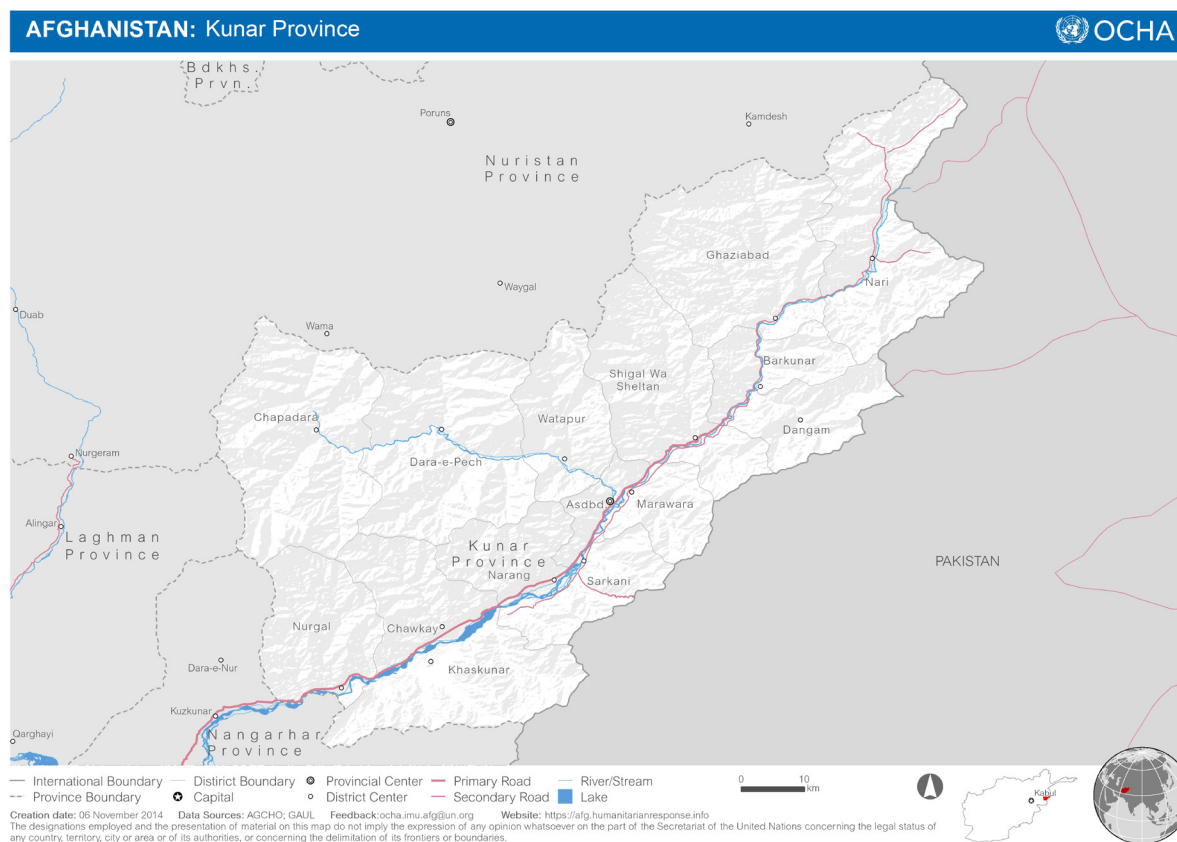 AFGHANISTAN: Kunar Province
OCHA
Bdkhs.
Prvn.
Poruns
Kamdesh
Nuristan
Province
Ghaziabad
Waygal
Nari
Duab
Wama
Barkunar
Shigal Wa
Sheltan
Chapadara
Watapur
Dangam
Nurgeram
Dara-e-Pech
Asdbd
Marawara
Alingar
Laghman
Province
Kunar
Province
PAKISTAN
Narang
Sarkani
Nurgal
Chawkay
Dara-e-Nur
Khaskunar
Kuzkunar
Nangarhar
Province
Qarghayi
International Boundary
District Boundary
Provincial Center
Primary Road
River/Stream
Province Boundary
Capital
District Center
Secondary Road
Lake
0 10
km
Kabul
Creation date: 06 November 2014 Data Sources: AGCHO; GAUL Feedback:ocha.imu.afg@un.org Website: https://afg.humanitarianresponse.info
The designations employed and the presentation of material on this map do not imply the expression of any opinion whatsoever on the part of the Secretariat of the United Nations concerning the legal status of
any country, territory, city or area or of its authorities, or concerning the delimitation of its frontiers or boundaries.